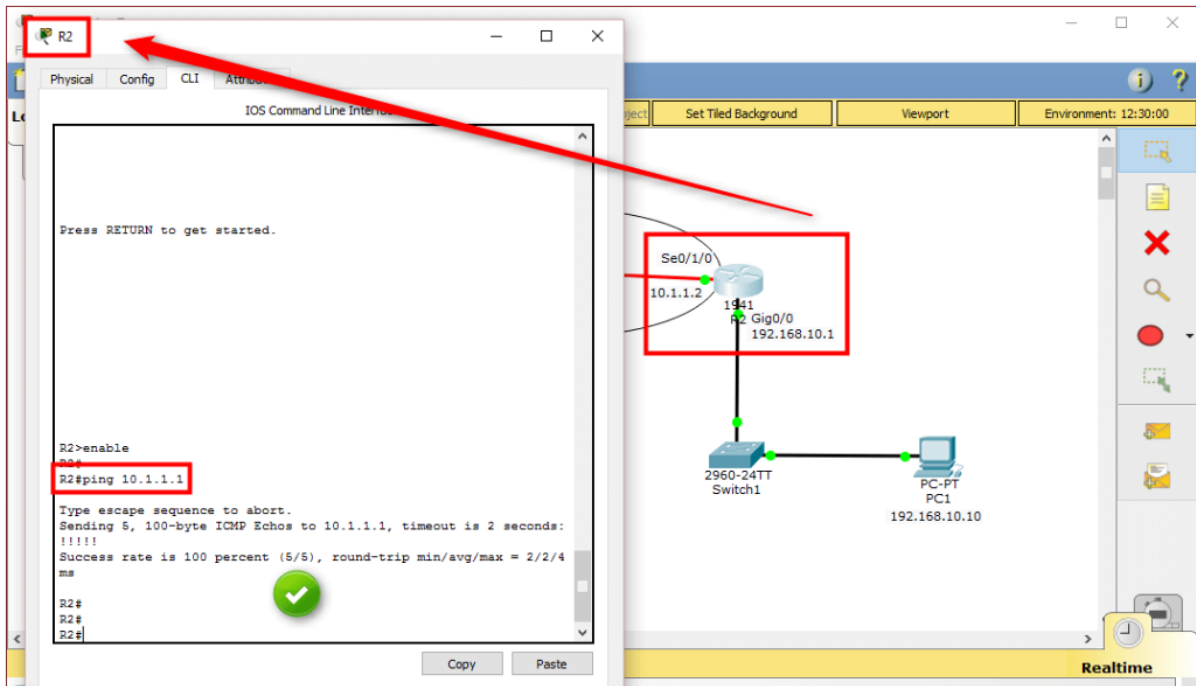 R2
Physical Config CLI
IOS Command Line
Press RETURN to get started.
R2>enable
R2#
R2#ping 10.1.1.1
Type escape sequence to abort.
Sending 5, 100-byte ICMP Echos to 10.1.1.1, timeout is 2 seconds:
!!!!!
Success rate is 100 percent (5/5), round-trip min/avg/max = 2/2/4
ms
R2#
R2#
R2#
Copy Paste
Set Tiled Background Viewport Environment: 12:30:00
Se0/1/0
10.1.1.2
1941
R2 Gig0/0
192.168.10.1
2960-24TT
Switch1
PC-PT
PC1
192.168.10.10
Realtime